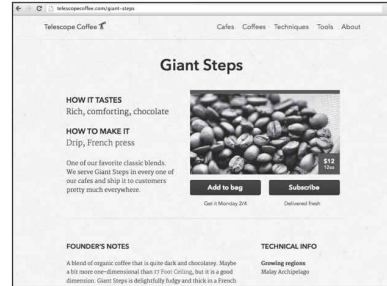 telescopecoffee.com/giant-steps
Telescope Coffee
Cafes Coffees Techniques Tools About
Giant Steps
HOW IT TASTES
Rich, comforting, chocolate
HOW TO MAKE IT
Drip, French press
One of our favorite classic blends.
We serve Giant Steps in every one of
our cafes and ship it to customers
pretty much everywhere.
$12
12oz
Add to bag
Subscribe
Get it Monday 2/4
Delivered fresh
FOUNDER'S NOTES
A blend of organic coffee that is quite dark and chocolatey. Maybe
a bit more one-dimensional than 17 Foot Ceiling, but it is a good
dimension. Giant Steps is delightfully fudgy and thick in a French
TECHNICAL INFO
Growing regions
Malay Archipelago